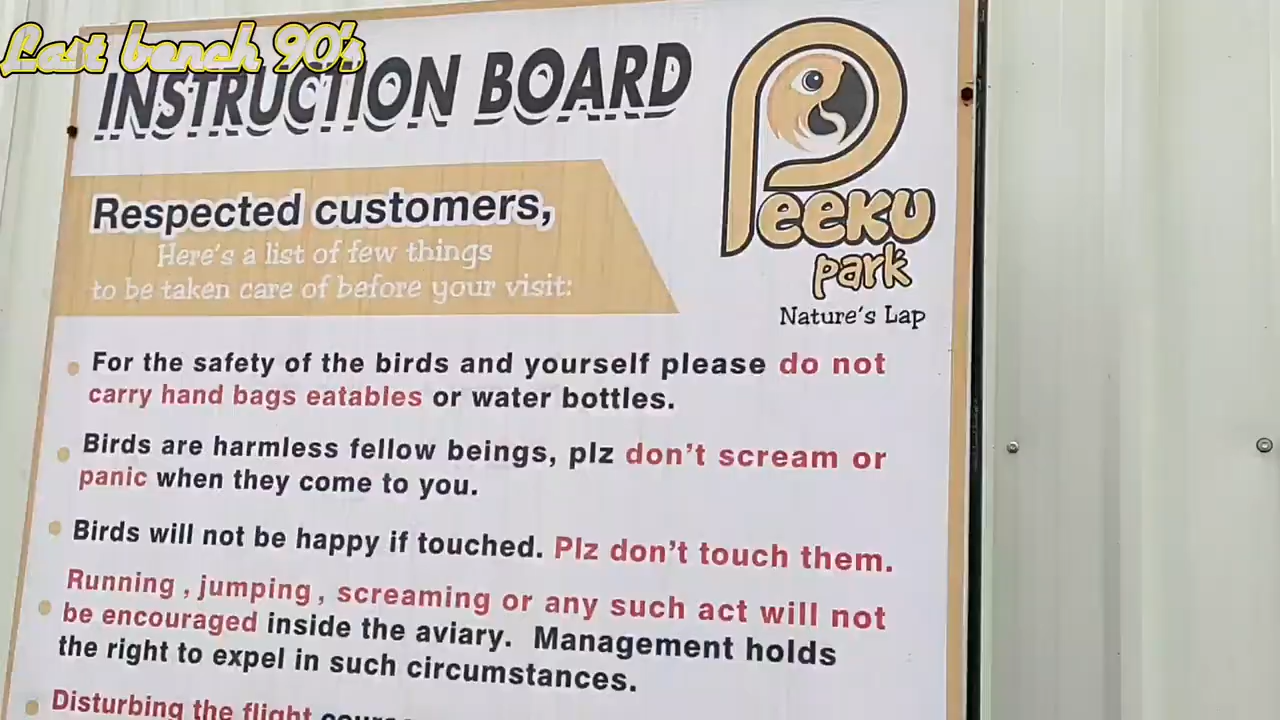 Last bench 90's
INSTRUCTION BOARD
Peeku
park
Nature's Lap
Respected customers,
Here's a list of few things
to be taken care of before your visit:
For the safety of the birds and yourself please do not
carry hand bags eatables or water bottles.
Birds are harmless fellow beings, plz don't scream or
panic when they come to you.
Birds will not be happy if touched. Plz don't touch them.
Running , jumping , screaming or any such act will not
be encouraged inside the aviary. Management holds
the right to expel in such circumstances.
Disturbing the flight